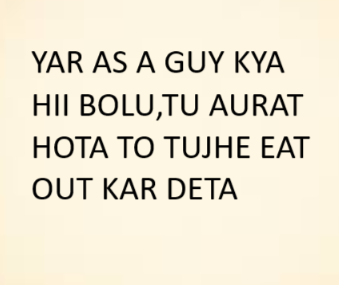 YAR AS A GUY KYA
HII BOLU,TU AURAT
HOTA TO TUJHE EAT
OUT KAR DETA